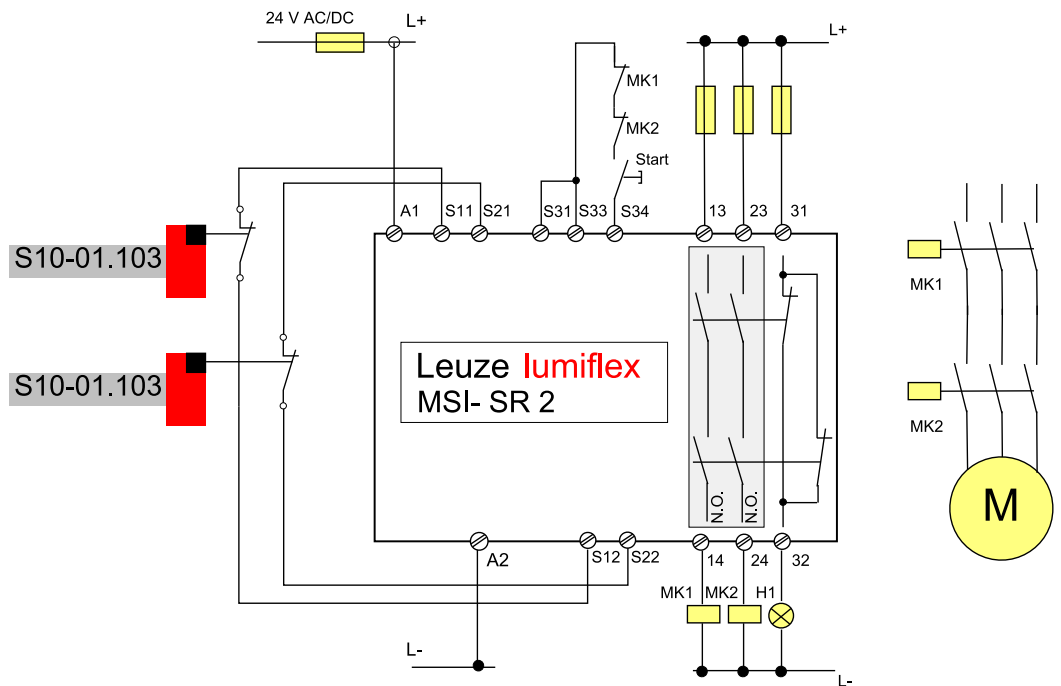 24 V AC/DC
L+
L+
MK1
MK2
Start
A1
S11
S21
S31
S33
S34
13
23
31
S10-01.103
S10-01.103
MK1
MK2
M
Leuze lumiflex
MSI- SR 2
N.O.
N.O.
A2
S12
S22
14
24
32
MK1
MK2
H1
L-
L-